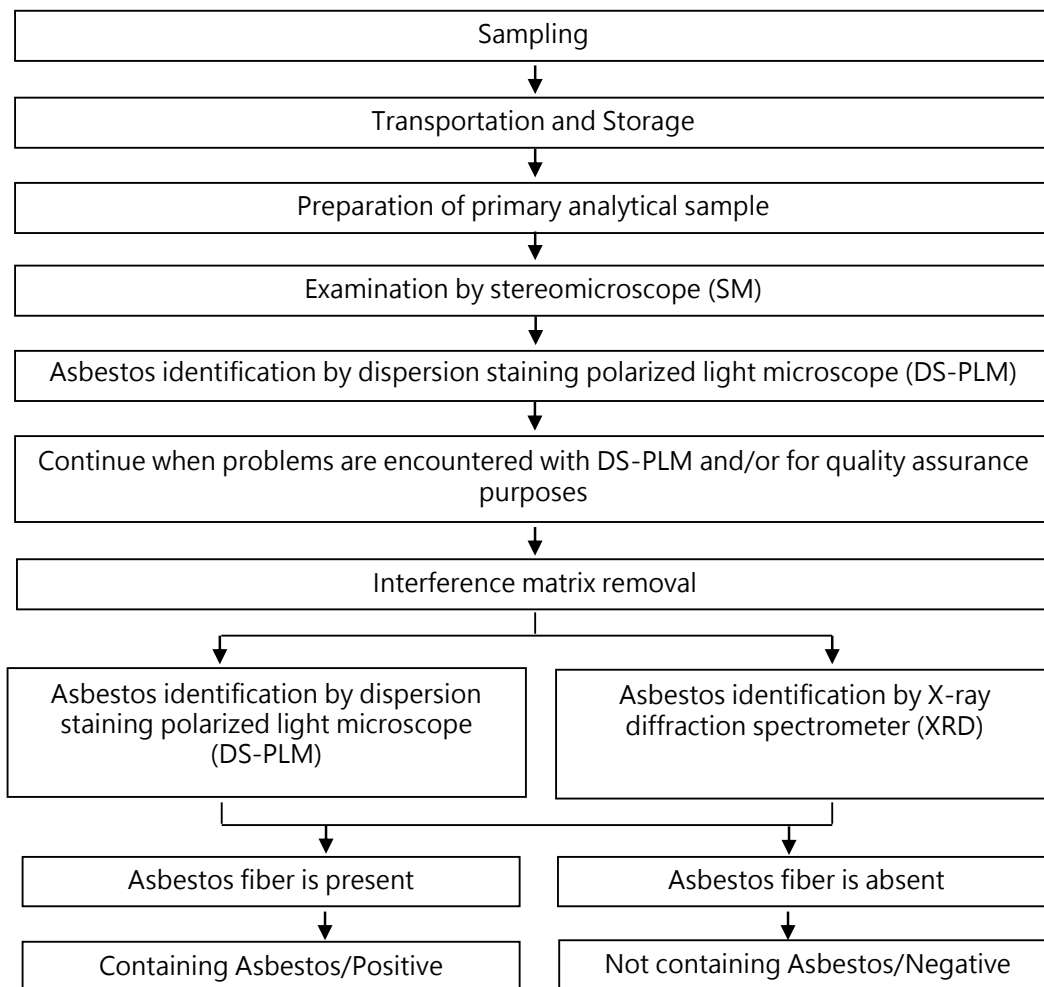 Sampling
Transportation and Storage
Preparation of primary analytical sample
Examination by stereomicroscope (SM)
Asbestos identification by dispersion staining polarized light microscope (DS-PLM)
Continue when problems are encountered with DS-PLM and/or for quality assurance
purposes
Interference matrix removal
Asbestos identification by dispersion
staining polarized light microscope
(DS-PLM)
Asbestos identification by X-ray
diffraction spectrometer (XRD)
Asbestos fiber is present
Asbestos fiber is absent
Containing Asbestos/Positive
Not containing Asbestos/Negative